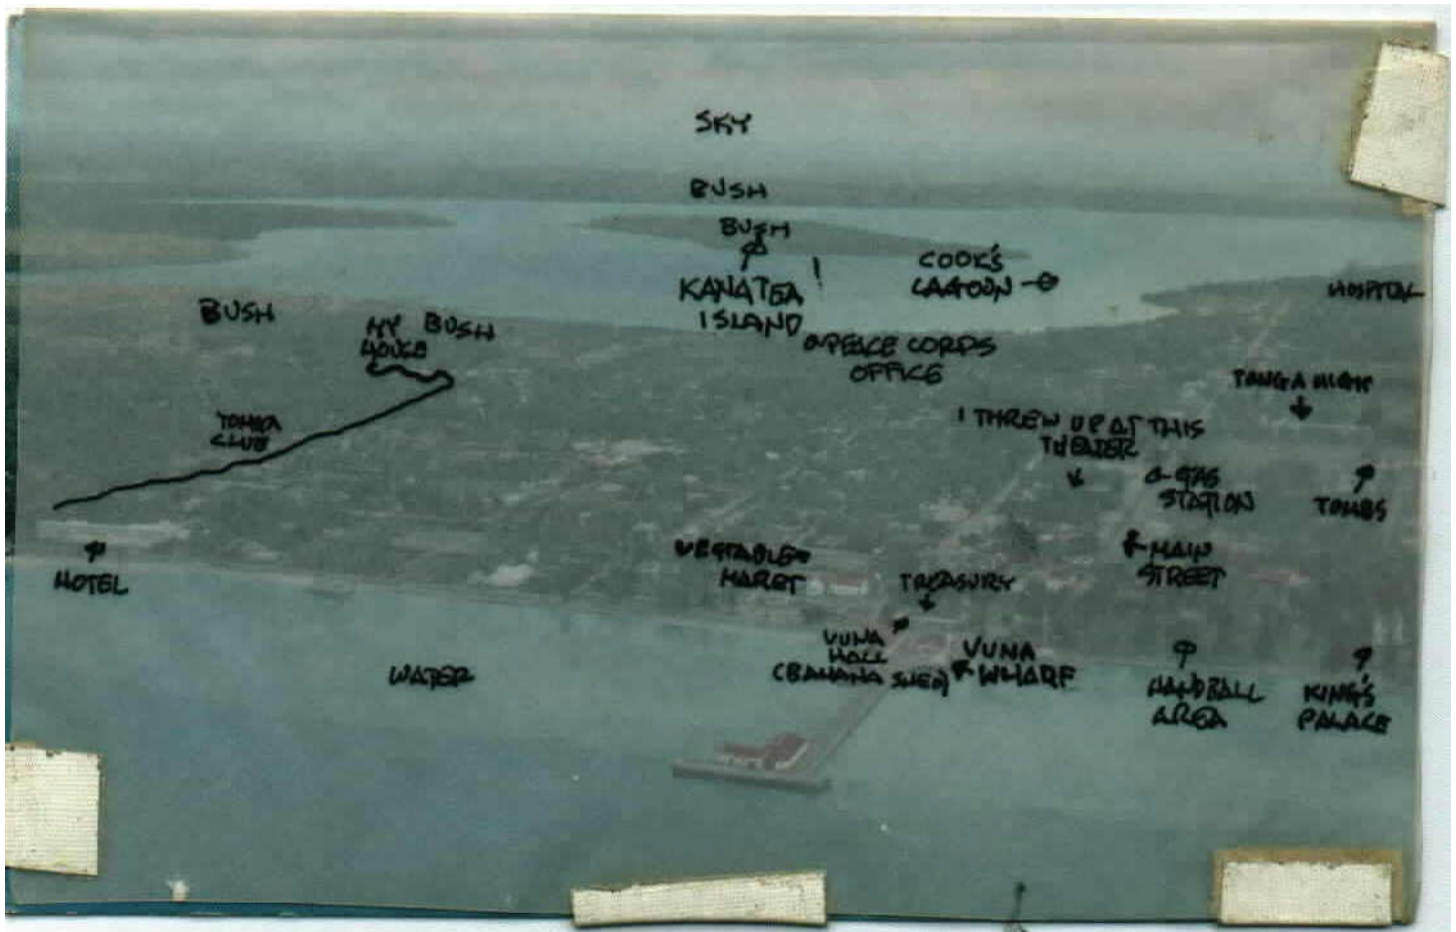 SKY
BUSH
BUSH
COOK'S
LAGOON
KANATEA
ISLAND
HOSPITAL
BUSH
MY
HOUSE
BUSH
PEACE CORPS
OFFICE
TONGA HIGH
TONGA
CLUB
I THREW UP AT THIS
THEATER
GAS
STATION
TOMBS
HOTEL
VEGTABLE
MARKET
MAIN
STREET
TREASURY
VUNA
HALL
(BANANA SHED)
VUNA
WHARF
WATER
HANDBALL
AREA
KING'S
PALACE